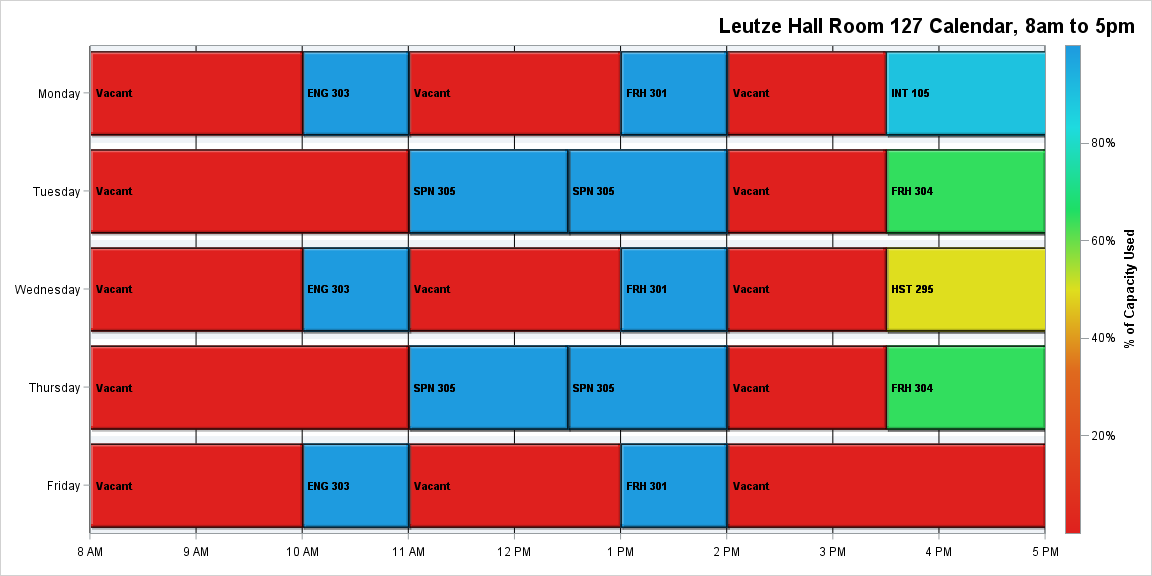 Leutze Hall Room 127 Calendar, 8am to 5pm
Monday
Vacant
ENG 303
Vacant
FRH 301
Vacant
INT 105
Tuesday
Vacant
SPN 305
SPN 305
Vacant
FRH 304
Wednesday
Vacant
ENG 303
Vacant
FRH 301
Vacant
HST 295
Thursday
Vacant
SPN 305
SPN 305
Vacant
FRH 304
Friday
Vacant
ENG 303
Vacant
FRH 301
Vacant
8 AM
9 AM
10 AM
11 AM
12 PM
1 PM
2 PM
3 PM
4 PM
5 PM
80%
60%
40%
20%
% of Capacity Used